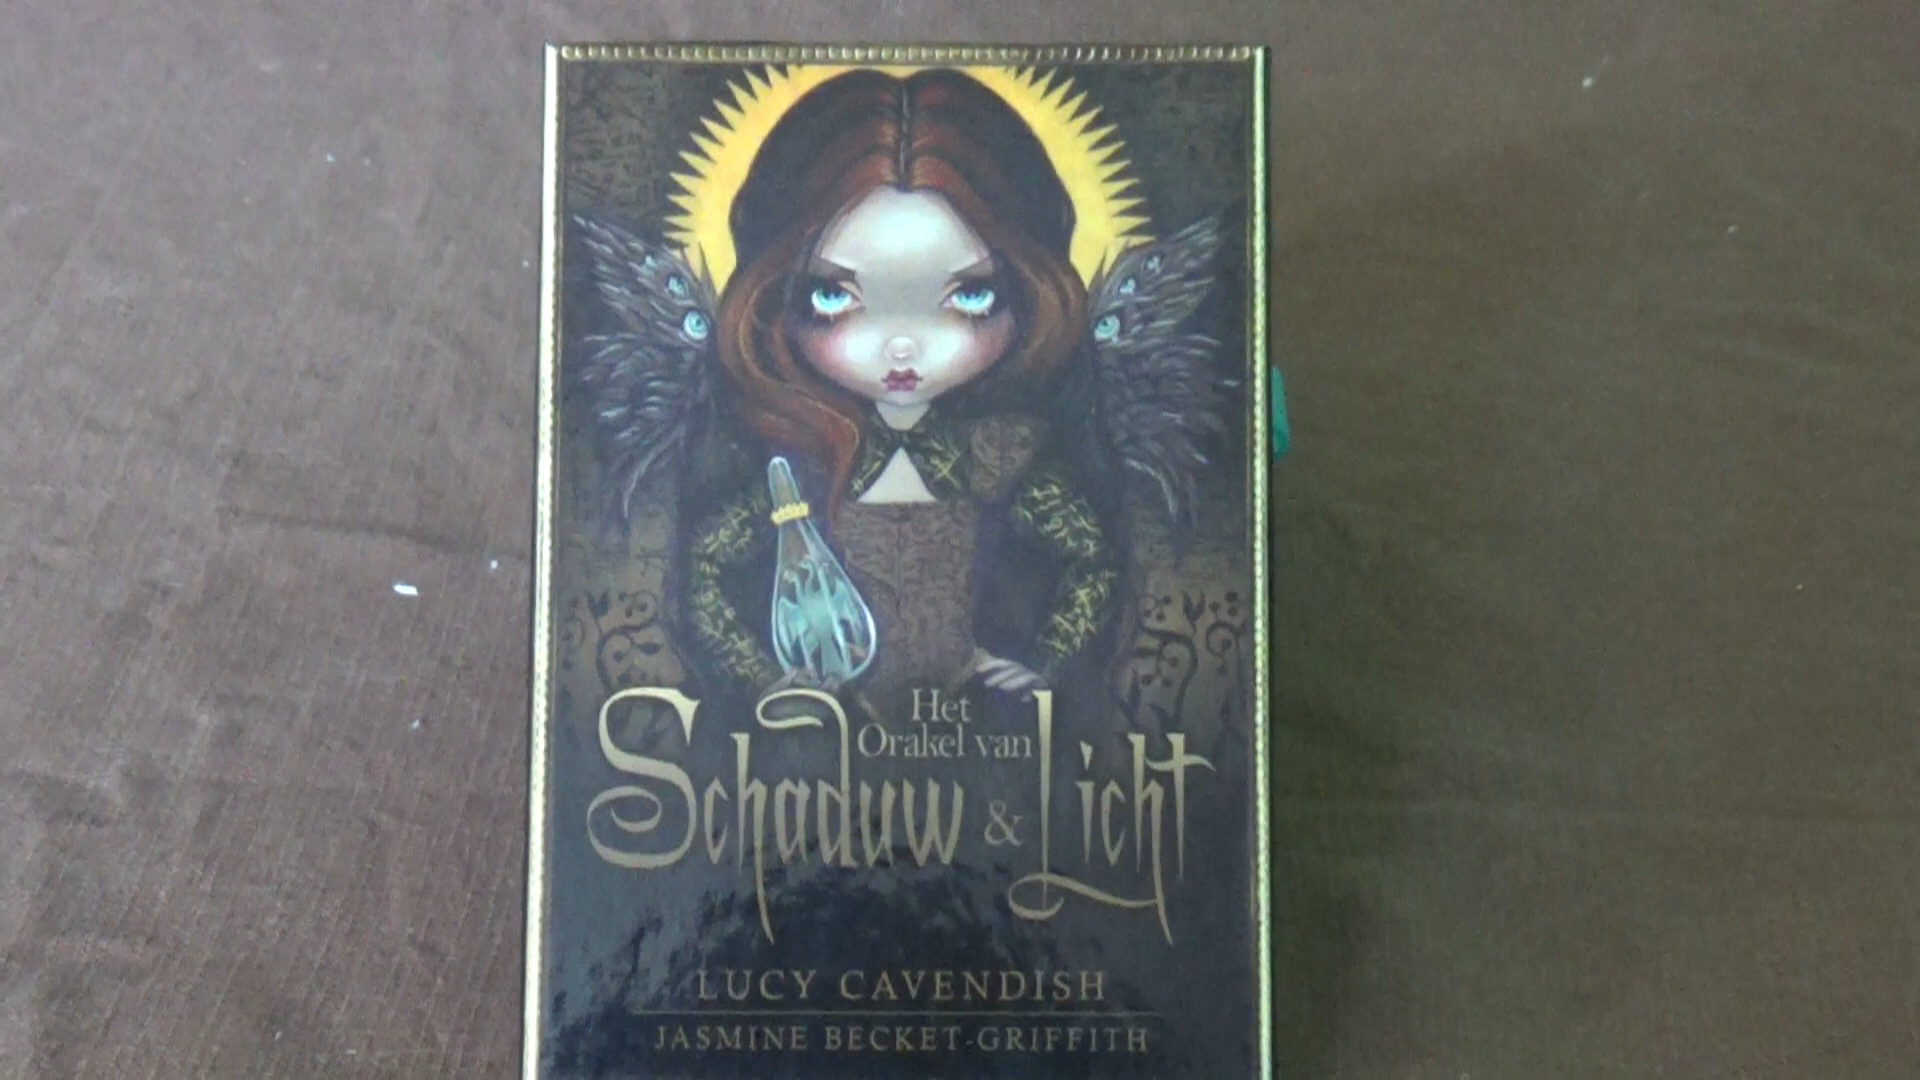 Het
Orakel van
Schaduw & Licht
LUCY CAVENDISH
JASMINE BECKET-GRIFFITH